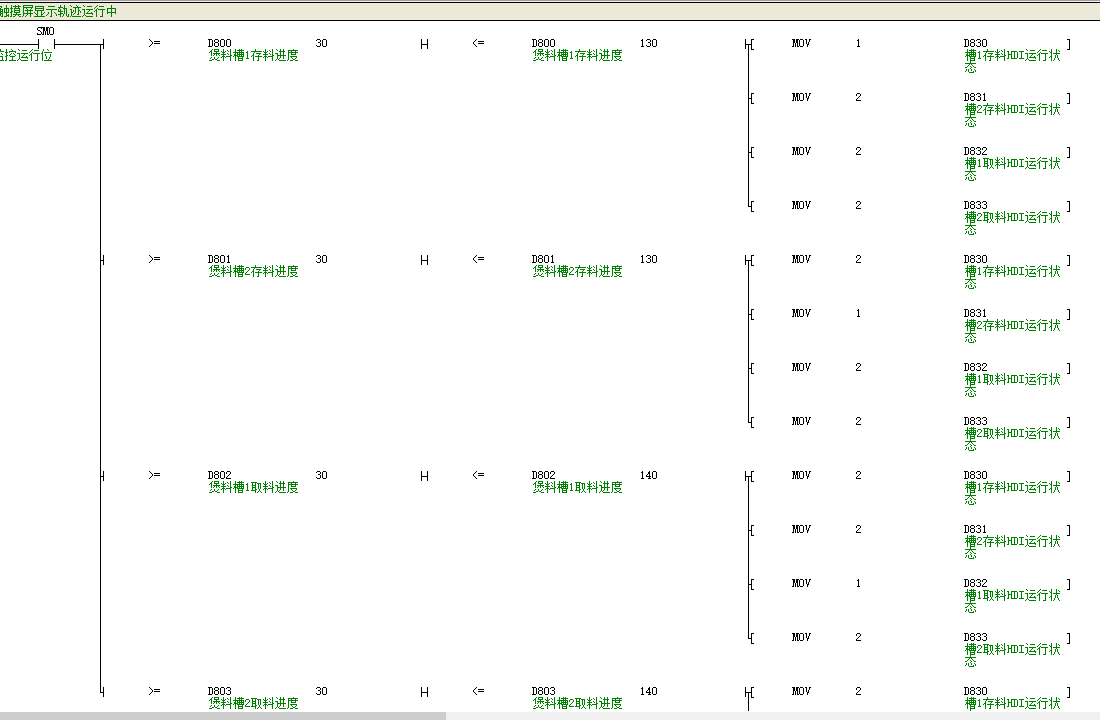 触摸屏显示轨迹运行中
SM0
监控运行位
>= D800 30 <= D800 130 MOV 1 D830
煲料槽1存料进度 煲料槽1存料进度 槽1存料HDI运行状
态
MOV 2 D831
槽2存料HDI运行状
态
MOV 2 D832
槽1取料HDI运行状
态
MOV 2 D833
槽2取料HDI运行状
态
>= D801 30 <= D801 130 MOV 2 D830
煲料槽2存料进度 煲料槽2存料进度 槽1存料HDI运行状
态
MOV 1 D831
槽2存料HDI运行状
态
MOV 2 D832
槽1取料HDI运行状
态
MOV 2 D833
槽2取料HDI运行状
态
>= D802 30 <= D802 140 MOV 2 D830
煲料槽1取料进度 煲料槽1取料进度 槽1存料HDI运行状
态
MOV 2 D831
槽2存料HDI运行状
态
MOV 1 D832
槽1取料HDI运行状
态
MOV 2 D833
槽2取料HDI运行状
态
>= D803 30 <= D803 140 MOV 2 D830
煲料槽2取料进度 煲料槽2取料进度 槽1存料HDI运行状